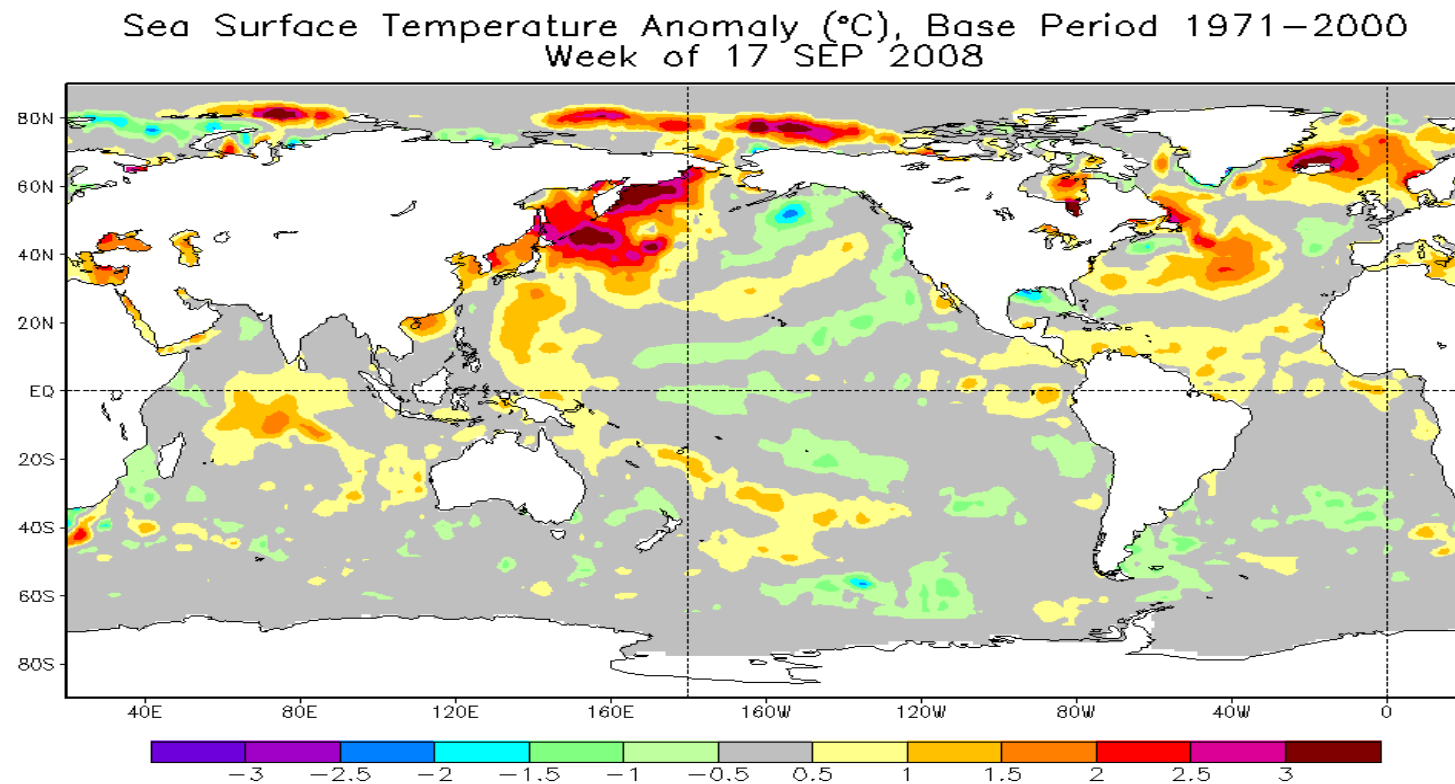 Sea Surface Temperature Anomaly (°C), Base Period 1971−2000
Week of 17 SEP 2008
80N
60N
40N
20N
EQ
20S
40S
60S
80S
40E 80E 120E 160E 160W 120W 80W 40W 0
−3 −2.5 −2 −1.5 −1 −0.5 0.5 1 1.5 2 2.5 3